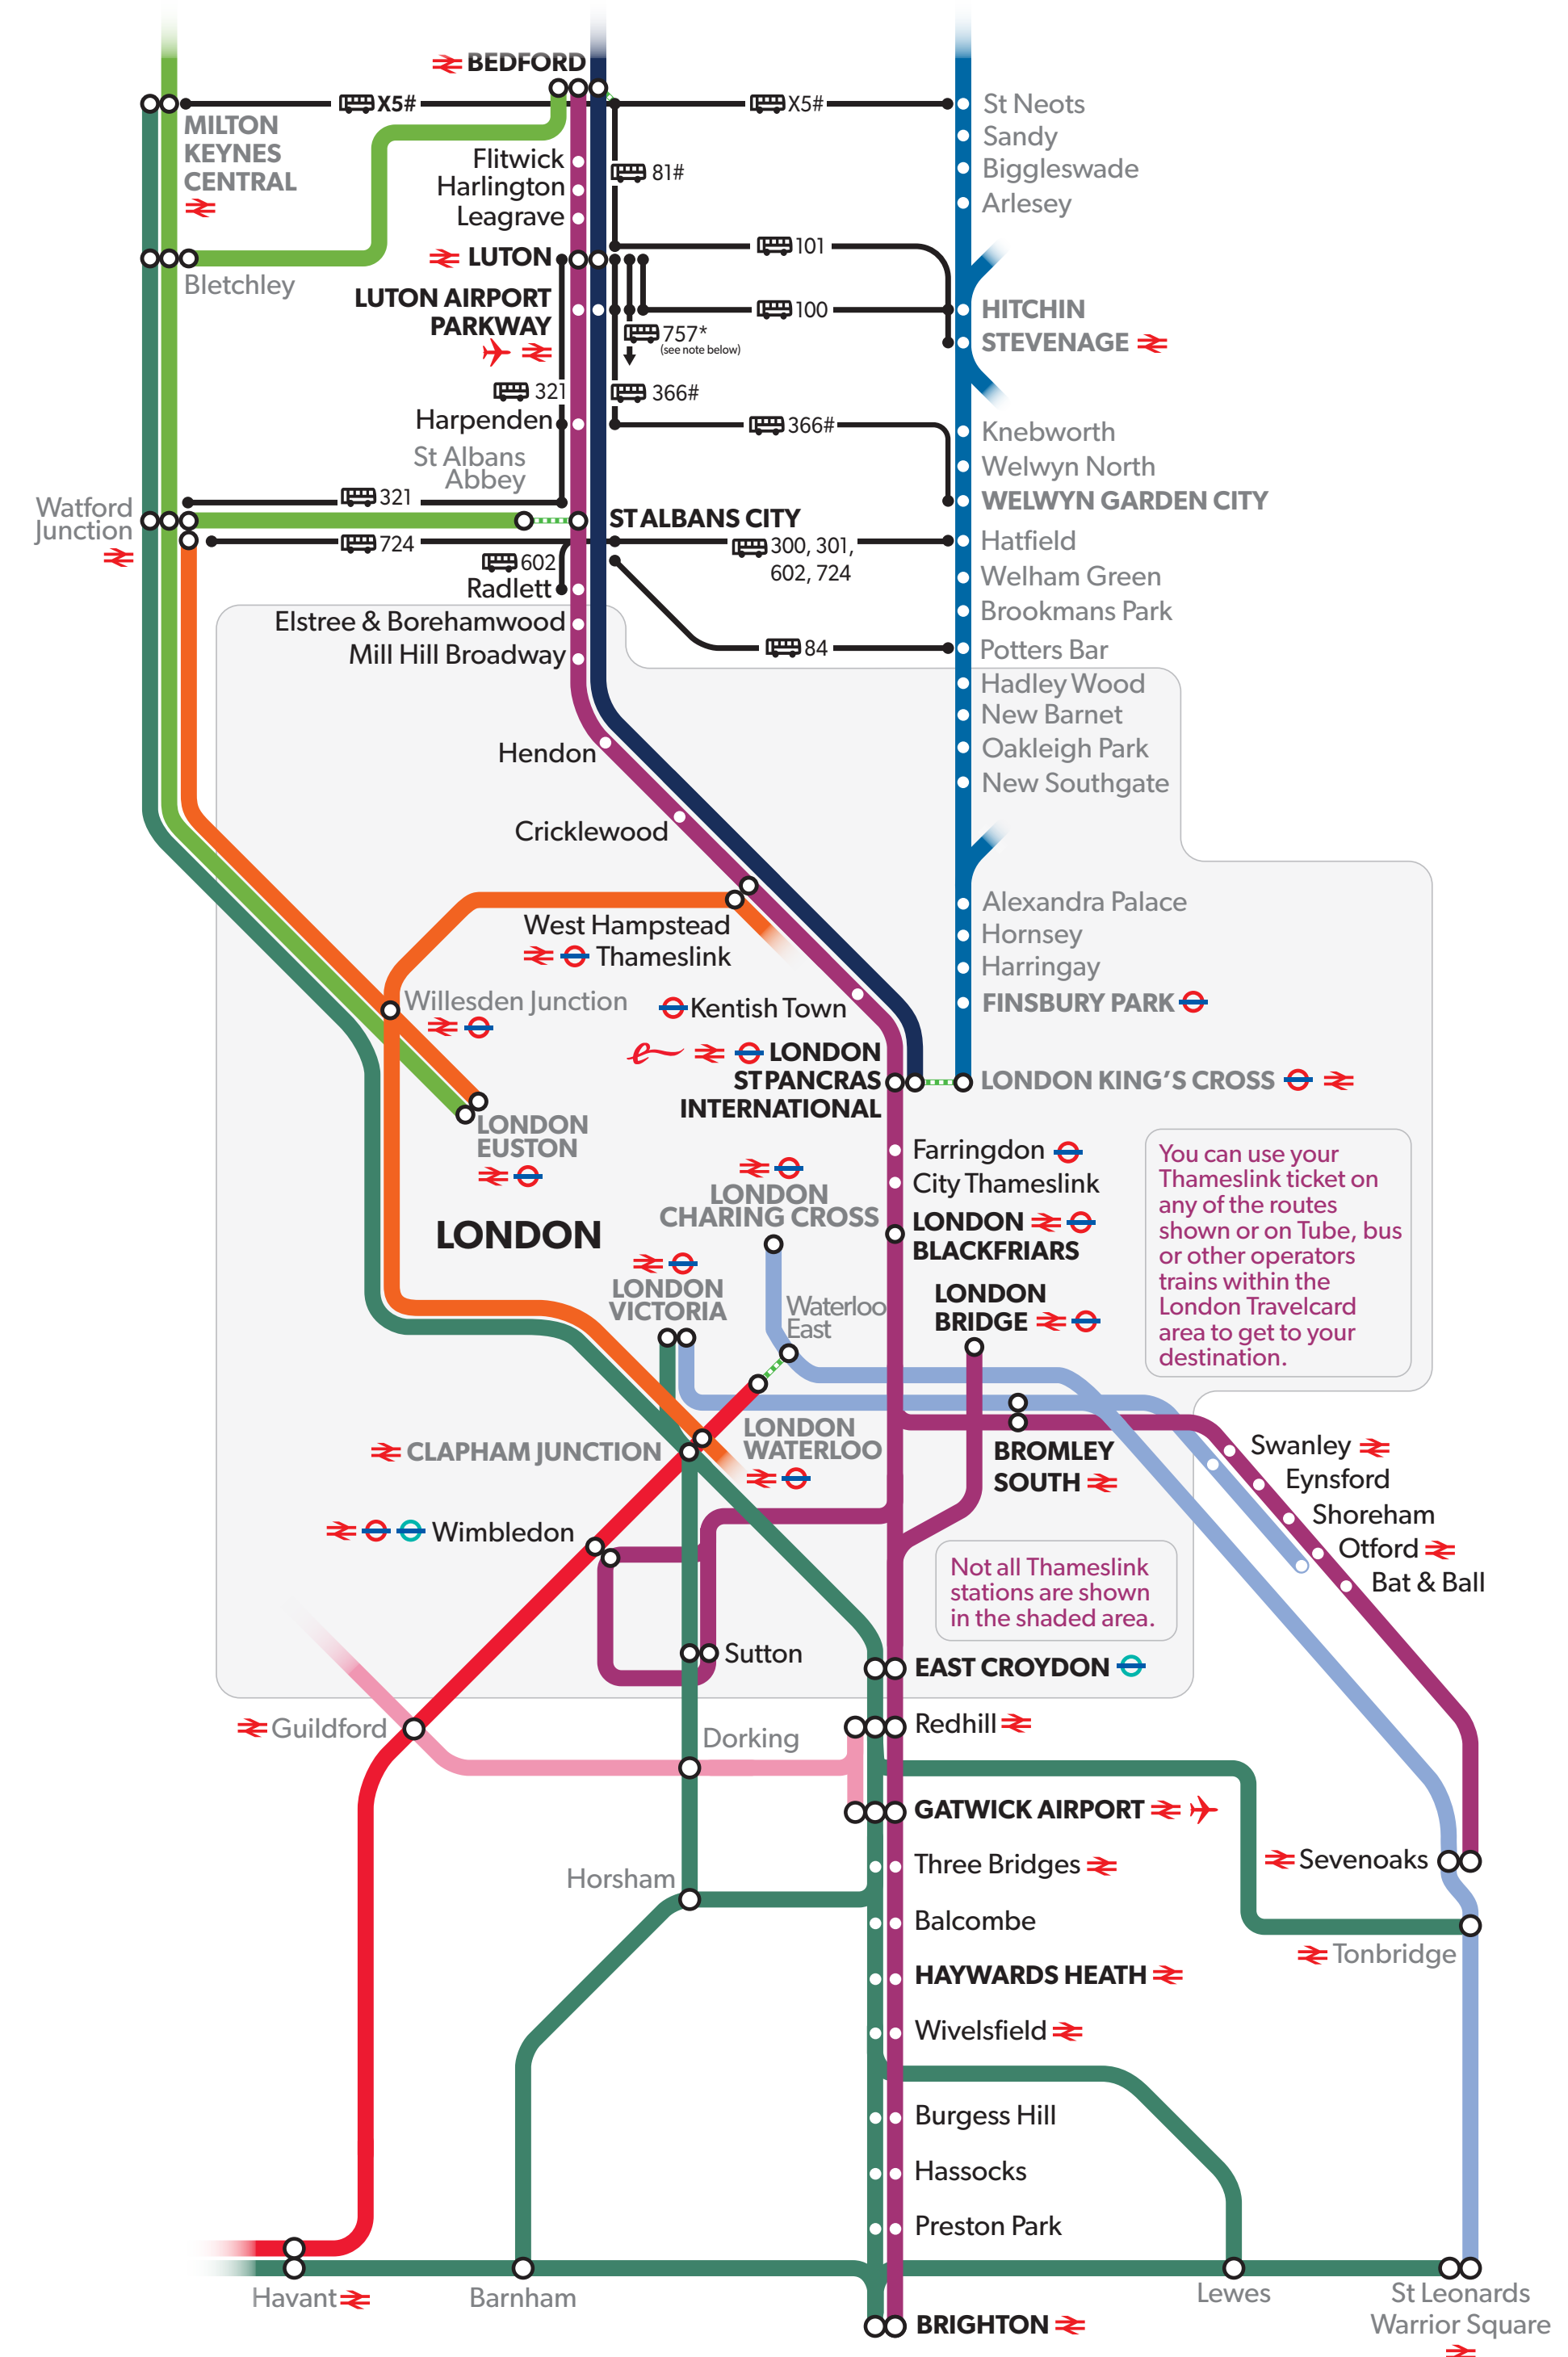 BEDFORD
X5#
X5#
St Neots
MILTON
KEYNES
CENTRAL
Sandy
Flitwick
81#
Biggleswade
Harlington
Arlesey
Leagrave
101
LUTON
Bletchley
LUTON AIRPORT
PARKWAY
100
HITCHIN
757*
(see note below)
STEVENAGE
321
366#
Harpenden
366#
Knebworth
St Albans
Abbey
Welwyn North
321
WELWYN GARDEN CITY
Watford
Junction
ST ALBANS CITY
724
300, 301,
602, 724
Hatfield
602
Radlett
Welham Green
Elstree & Borehamwood
Brookmans Park
Mill Hill Broadway
84
Potters Bar
Hadley Wood
New Barnet
Hendon
Oakleigh Park
New Southgate
Cricklewood
West Hampstead
Thameslink
Alexandra Palace
Hornsey
Harringay
Willesden Junction
Kentish Town
FINSBURY PARK
LONDON
ST PANCRAS
INTERNATIONAL
LONDON KING'S CROSS
LONDON
EUSTON
Farringdon
City Thameslink
You can use your
Thameslink ticket on
any of the routes
shown or on Tube, bus
or other operators
trains within the
London Travelcard
area to get to your
destination.
LONDON
CHARING CROSS
LONDON
BLACKFRIARS
LONDON
LONDON
VICTORIA
Waterloo
East
LONDON
BRIDGE
CLAPHAM JUNCTION
LONDON
WATERLOO
BROMLEY
SOUTH
Swanley
Eynsford
Shoreham
Otford
Bat & Ball
Wimbledon
Not all Thameslink
stations are shown
in the shaded area.
Sutton
EAST CROYDON
Guildford
Dorking
Redhill
GATWICK AIRPORT
Three Bridges
Sevenoaks
Horsham
Balcombe
Tonbridge
HAYWARDS HEATH
Wivelsfield
Burgess Hill
Hassocks
Preston Park
Havant
Barnham
Lewes
St Leonards
Warrior Square
BRIGHTON